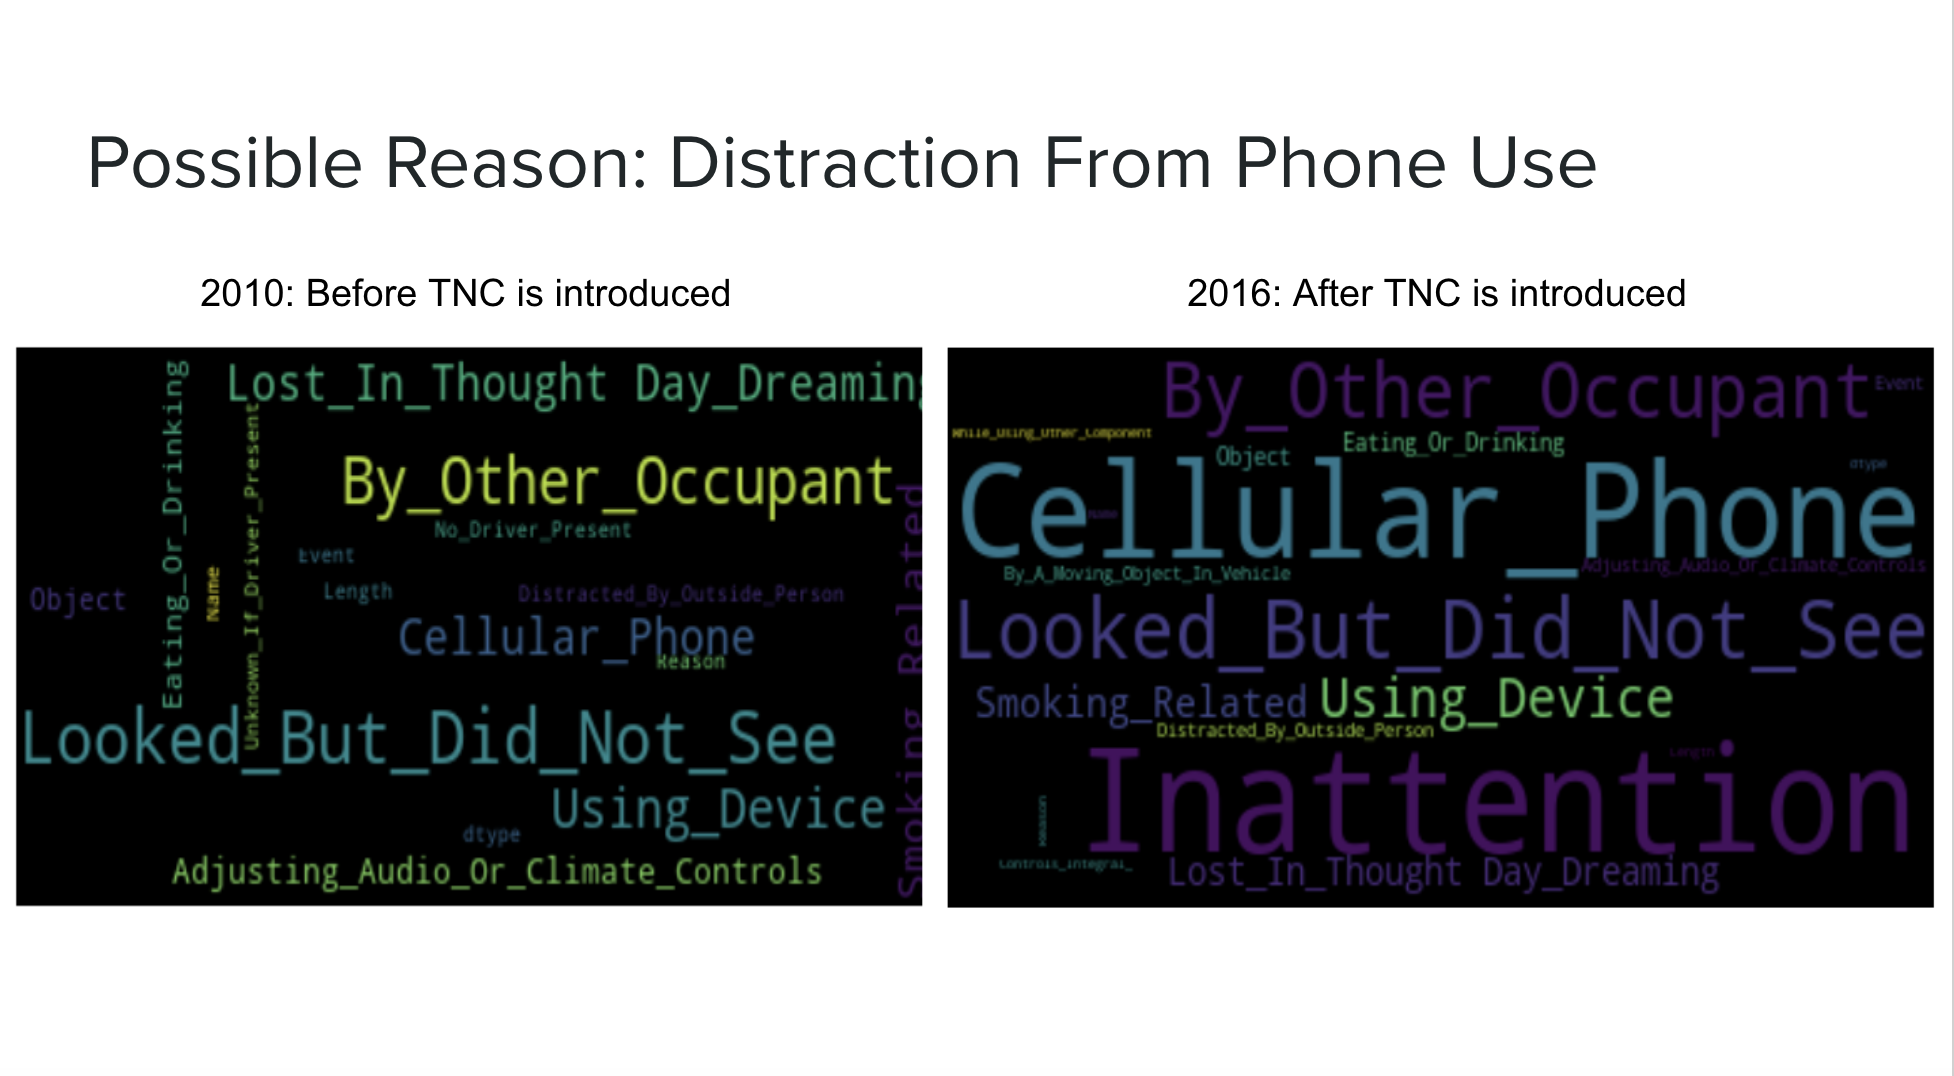 Possible Reason: Distraction From Phone Use
2010: Before TNC is introduced
2016: After TNC is introduced
Lost_In_Thought Day_Dreaming
Eating_Or_Drinking
Unknown_If_Driver_Present
By_Other_Occupant
No_Driver_Present
Event
Name
Length
Object
Distracted_By_Outside_Person
Cellular_Phone
Reason
Smoking_Related
Looked_But_Did_Not_See
Using_Device
dtype
Adjusting_Audio_Or_Climate_Controls
By_Other_Occupant
Event
While_Using_Other_Component
Eating_Or_Drinking
Object
dtype
Cellular_Phone
Name
Adjusting_Audio_Or_Climate_Controls
By_A_Moving_Object_In_Vehicle
Looked_But_Did_Not_See
Smoking_Related
Using_Device
Distracted_By_Outside_Person
Length
Inattention
Reason
Controls_Integral_
Lost_In_Thought Day_Dreaming